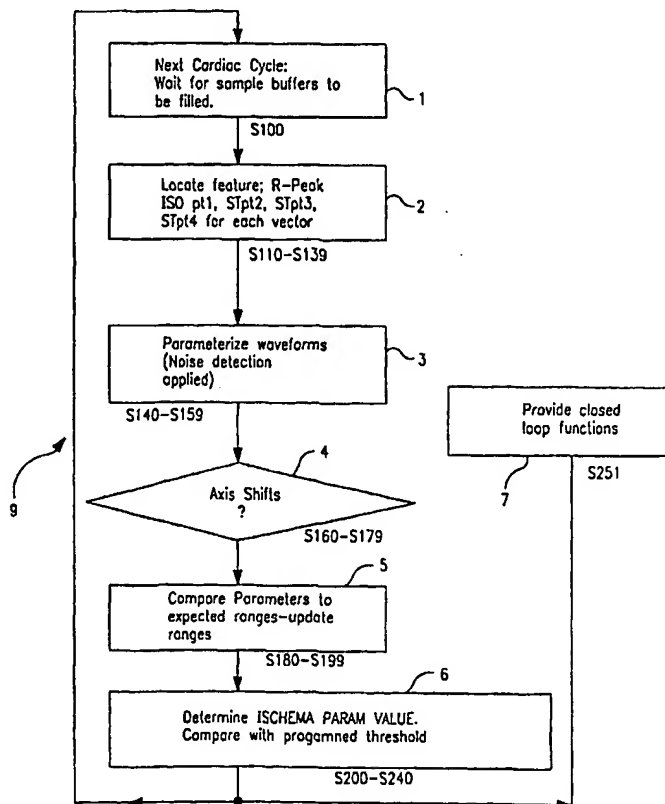 Next Cardiac Cycle:
Wait for sample buffers to
be filled.
1
S100
Locate feature; R-Peak
ISO pt1, STpt2, STpt3,
STpt4 for each vector
2
S110-S139
Parameterize waveforms
(Noise detection
applied)
3
S140-S159
4
Axis Shifts
?
S160-S179
Provide closed
loop functions
7
S251
9
5
Compare Parameters to
expected ranges-update
ranges
S180-S199
6
Determine ISCHEMA PARAM VALUE.
Compare with progamned threshold
S200-S240